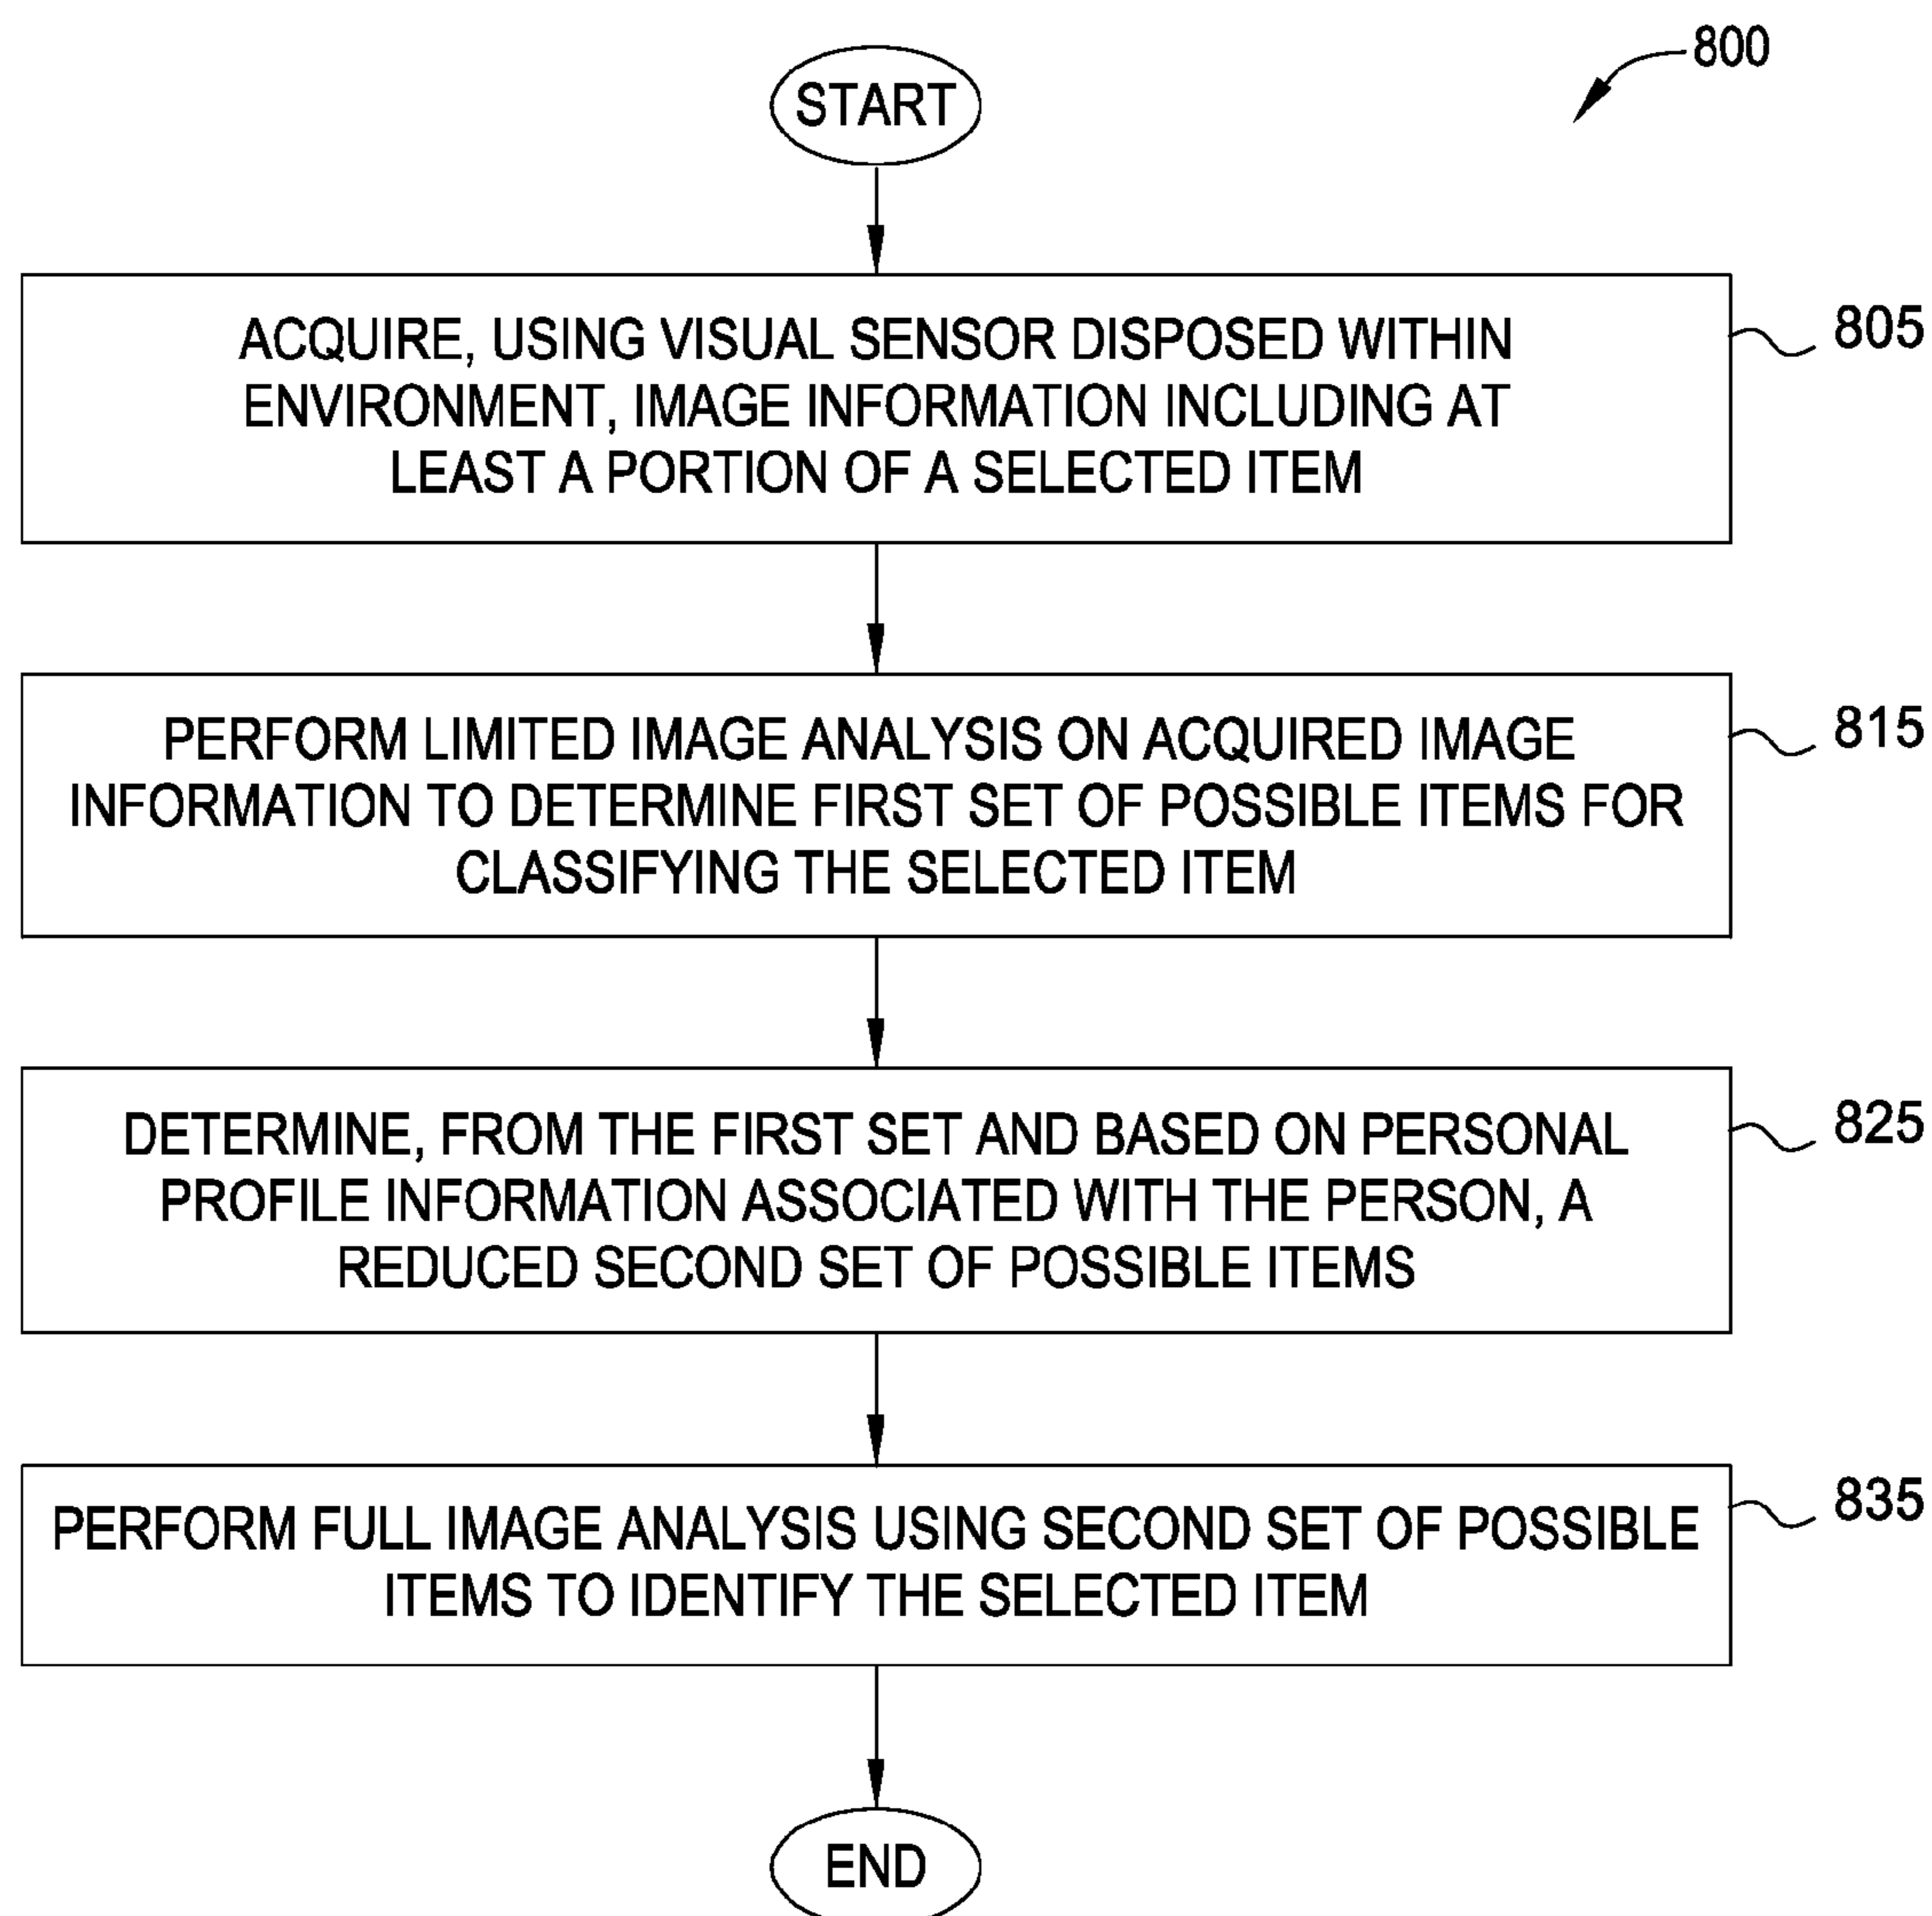 800
START
ACQUIRE, USING VISUAL SENSOR DISPOSED WITHIN
ENVIRONMENT, IMAGE INFORMATION INCLUDING AT
LEAST A PORTION OF A SELECTED ITEM
805
PERFORM LIMITED IMAGE ANALYSIS ON ACQUIRED IMAGE
INFORMATION TO DETERMINE FIRST SET OF POSSIBLE ITEMS FOR
CLASSIFYING THE SELECTED ITEM
815
DETERMINE, FROM THE FIRST SET AND BASED ON PERSONAL
PROFILE INFORMATION ASSOCIATED WITH THE PERSON, A
REDUCED SECOND SET OF POSSIBLE ITEMS
825
PERFORM FULL IMAGE ANALYSIS USING SECOND SET OF POSSIBLE
ITEMS TO IDENTIFY THE SELECTED ITEM
835
END